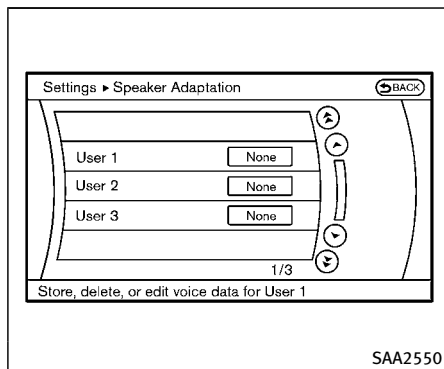 Settings ▸ Speaker Adaptation BACK
User 1 None
User 2 None
User 3 None
1/3
Store, delete, or edit voice data for User 1
SAA2550